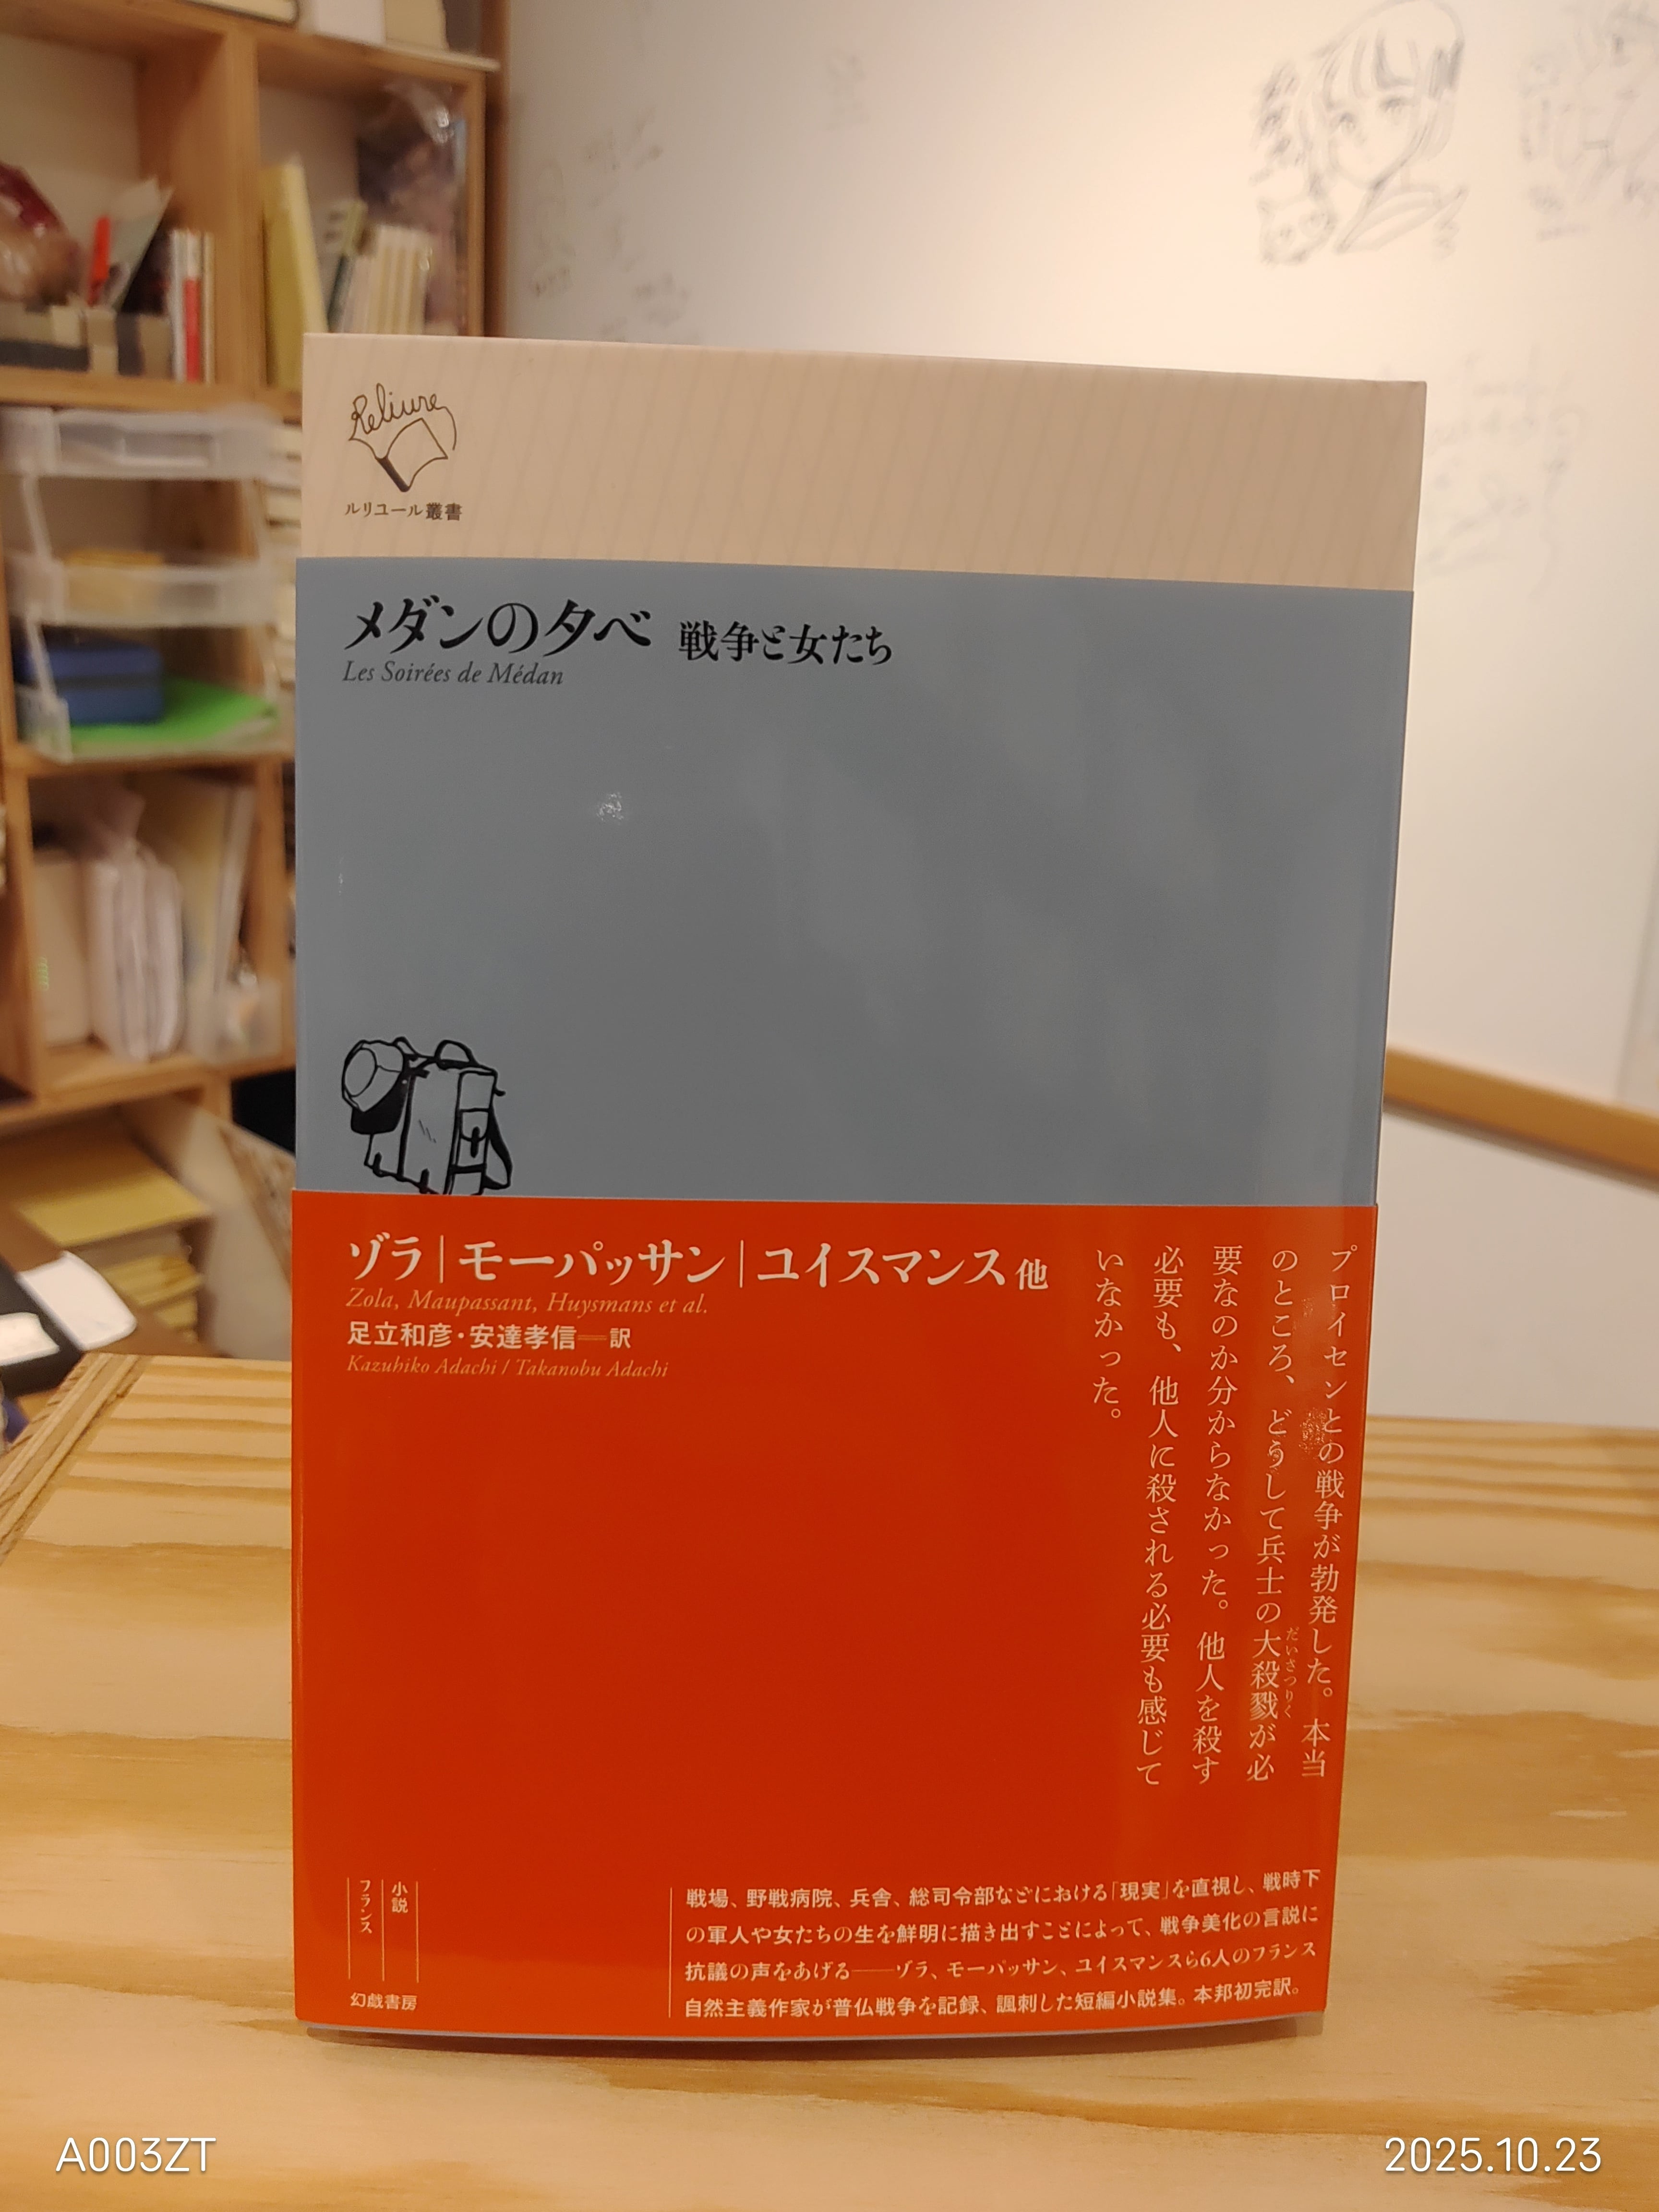 Reliure
ルリユール叢書
メダンの夕べ 戦争と女たち
Les Soirées de Médan
ゾラ|モーパッサン|ユイスマンス 他
Zola, Maupassant, Huysmans et al.
足立和彦・安達孝信──訳
Kazuhiko Adachi / Takanobu Adachi
プロイセンとの戦争が勃発した。本当
のところ、どうして兵士の大殺戮が必
だいさつりく
要なのか分からなかった。他人を殺す
必要も、他人に殺される必要も感じて
いなかった。
小説
フランス
幻戯書房
戦場、野戦病院、兵舎、総司令部などにおける「現実」を直視し、戦時下
の軍人や女たちの生を鮮明に描き出すことによって、戦争美化の言説に
抗議の声をあげる──ゾラ、モーパッサン、ユイスマンスら6人のフランス
自然主義作家が普仏戦争を記録、諷刺した短編小説集。本邦初完訳。
A003ZT
2025.10.23